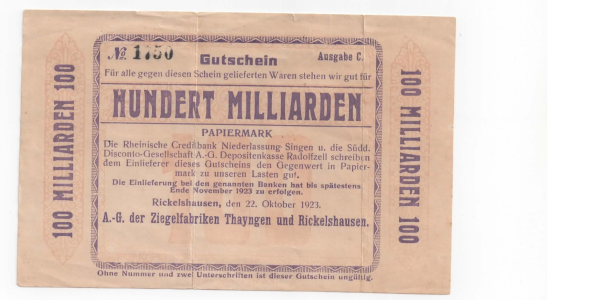 № 1750 Gutschein Ausgabe C.
Für alle gegen diesen Schein gelieferten Waren stehen wir gut für
HUNDERT MILLIARDEN
PAPIERMARK
Die Rheinische Creditbank Niederlassung Singen u. die Südd.
Disconto-Gesellschaft A.-G. Depositenkasse Radolfzell schreiben
dem Einlieferer dieses Gutscheins den Gegenwert in Papier-
mark zu unseren Lasten gut.
Die Einlieferung bei den genannten Banken hat bis spätestens
Ende November 1923 zu erfolgen.
Rickelshausen, den 22. Oktober 1923.
A.-G. der Ziegelfabriken Thayngen und Rickelshausen.
Ohne Nummer und zwei Unterschriften ist dieser Gutschein ungültig.
100 MILLIARDEN 100
100 MILLIARDEN 100